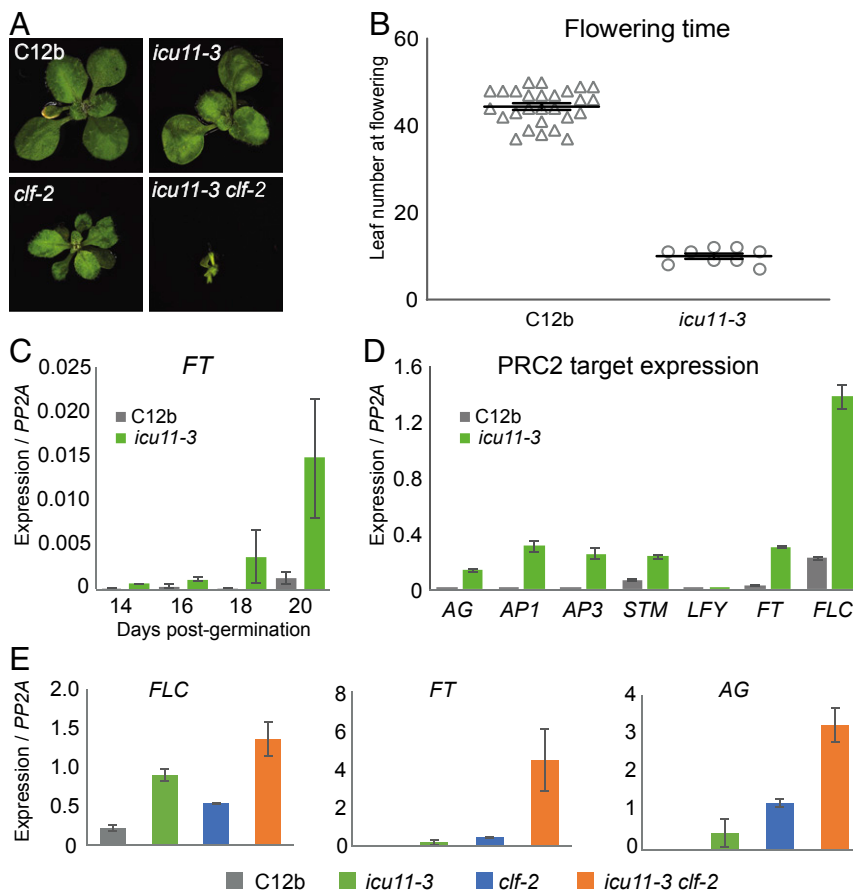 A
C12b
icu11-3
clf-2
icu11-3 clf-2
B
Flowering time
Leaf number at flowering
60
40
20
0
C12b
icu11-3
C
FT
Expression / PP2A
0.025
0.020
0.015
0.010
0.005
0
C12b
icu11-3
14 16 18 20
Days post-germination
D
PRC2 target expression
Expression / PP2A
1.6
1.2
0.8
0.4
0
C12b
icu11-3
AG AP1 AP3 STM LFY FT FLC
E
Expression / PP2A
FLC
2.0
1.5
1.0
0.5
0
FT
8
6
4
2
0
AG
4
3
2
1
0
C12b icu11-3 clf-2 icu11-3 clf-2